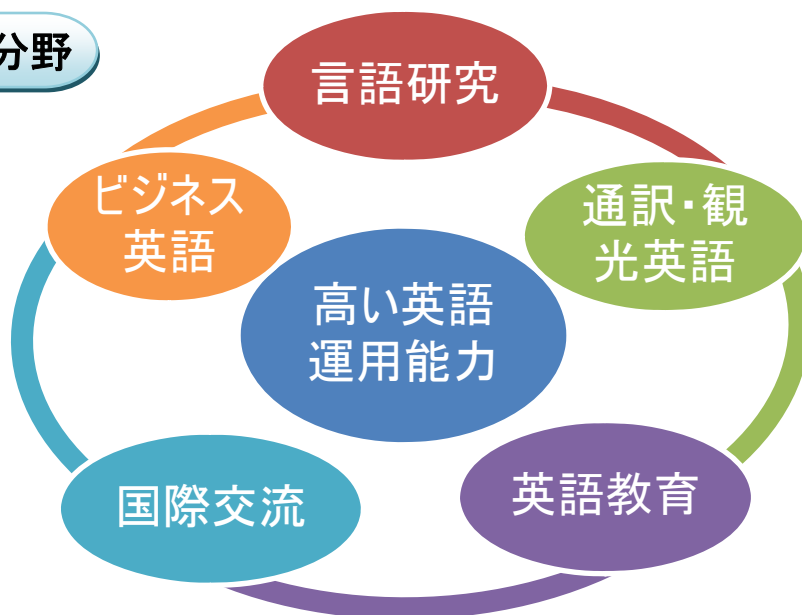 分野
言語研究
ビジネス
英語
通訳・観
光英語
高い英語
運用能力
国際交流
英語教育